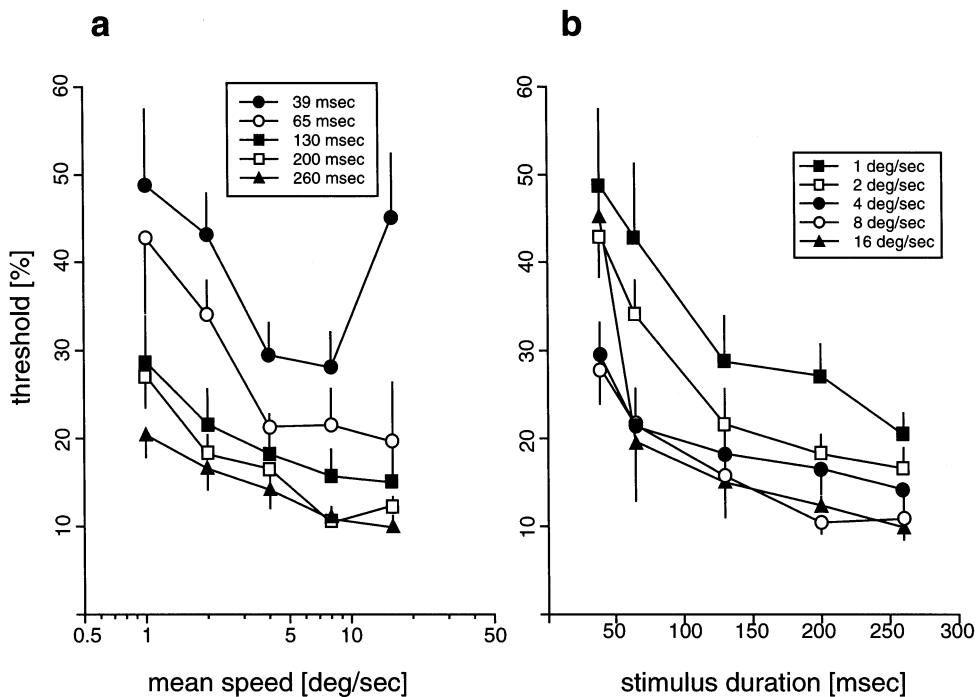 a
b
threshold [%]
60
50
40
30
20
10
39 msec
65 msec
130 msec
200 msec
260 msec
0.5
1
5
10
50
mean speed [deg/sec]
60
50
40
30
20
10
1 deg/sec
2 deg/sec
4 deg/sec
8 deg/sec
16 deg/sec
50
100
150
200
250
300
stimulus duration [msec]